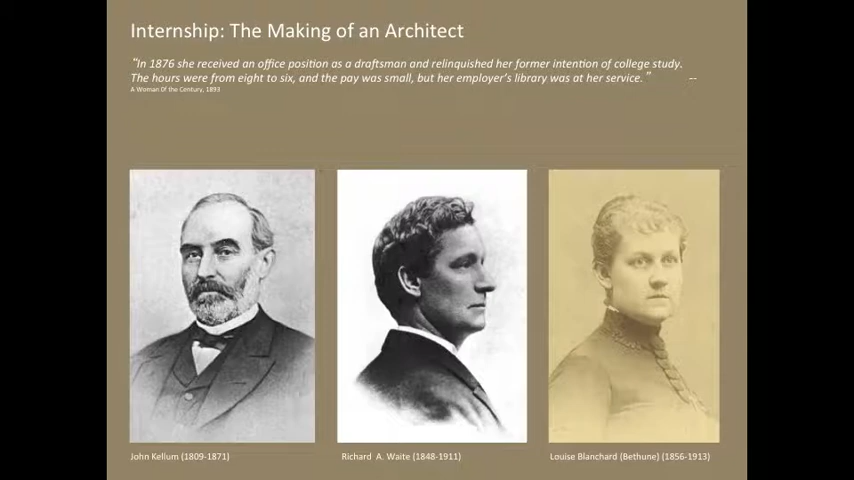 Internship: The Making of an Architect
"In 1876 she received an office position as a draftsman and relinquished her former intention of college study.
The hours were from eight to six, and the pay was small, but her employer's library was at her service." --
A Woman Of the Century, 1893
John Kellum (1809-1871)
Richard A. Waite (1848-1911)
Louise Blanchard (Bethune) (1856-1913)